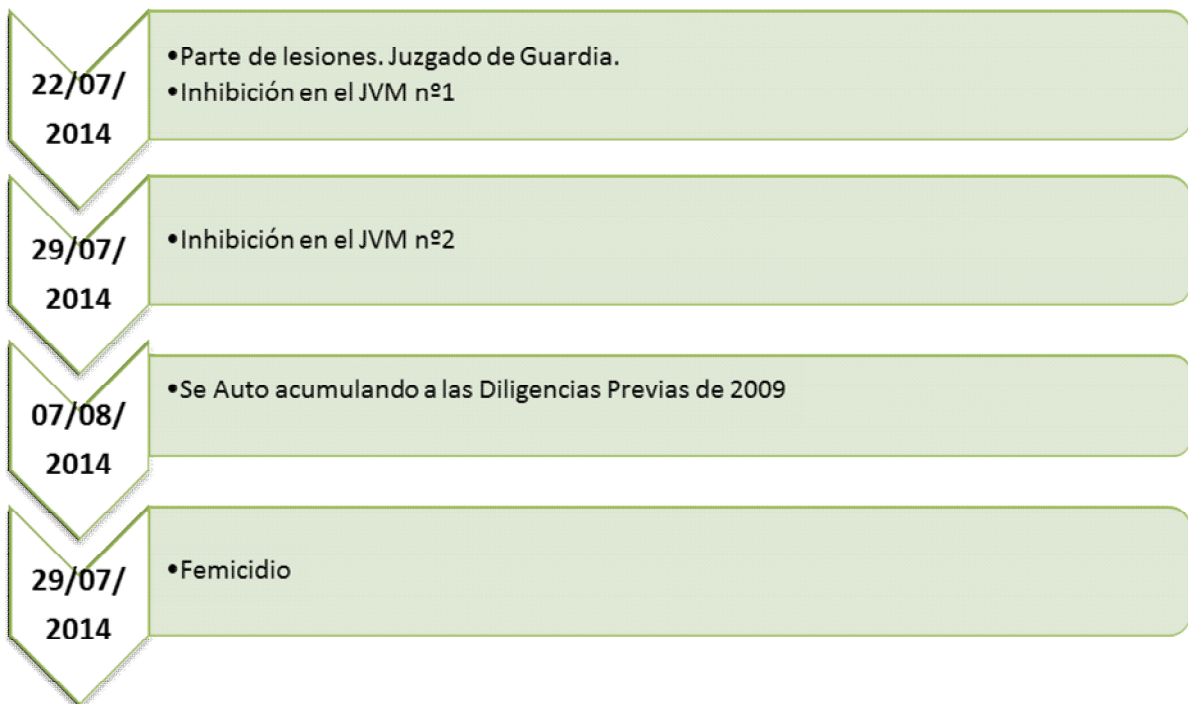 22/07/
2014
•Parte de lesiones. Juzgado de Guardia.
•Inhibición en el JVM nº1
29/07/
2014
•Inhibición en el JVM nº2
07/08/
2014
•Se Auto acumulando a las Diligencias Previas de 2009
29/07/
2014
•Femicidio